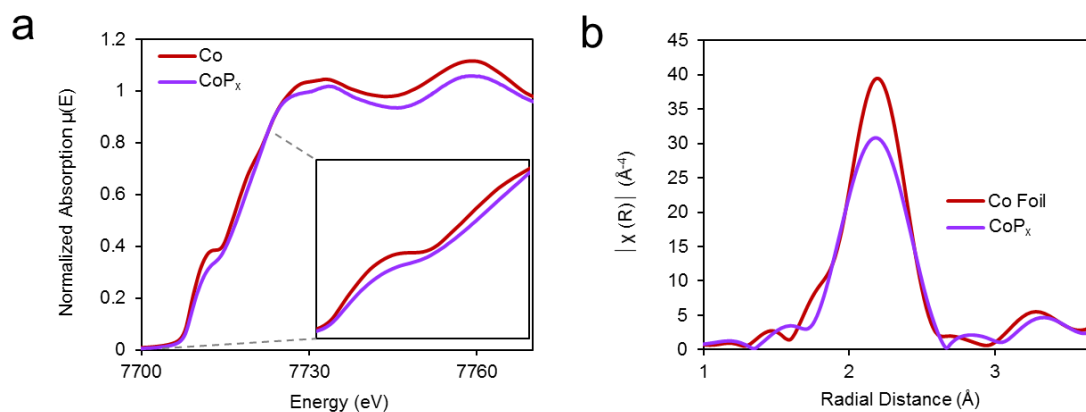 a
1.2
1
0.8
0.6
0.4
0.2
0
Normalized Absorption µ(E)
Co
CoPₓ
7700
7730
7760
Energy (eV)
b
45
40
35
30
25
20
15
10
5
0
|χ (R)| (Å⁻⁴)
Co Foil
CoPₓ
1
2
3
Radial Distance (Å)